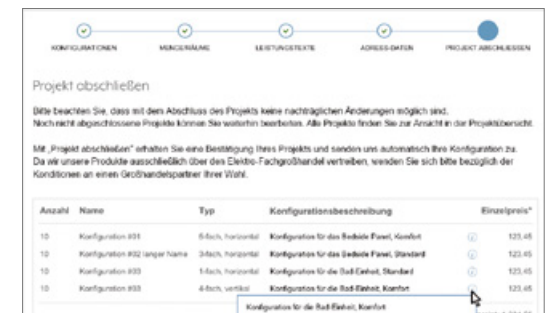 KONFIGURATIONEN
MENGE/RÄUME
LEISTUNGSTEXTE
ADRESS-DATEN
PROJEKT ABSCHLIESSEN
Projekt abschließen
Bitte beachten Sie, dass mit dem Abschluss des Projekts keine nachträglichen Änderungen möglich sind.
Noch nicht abgeschlossene Projekte können Sie weiterhin bearbeiten. Alle Projekte finden Sie zur Ansicht in der Projektübersicht.
Mit „Projekt abschließen" erhalten Sie eine Bestätigung Ihres Projekts und senden uns automatisch Ihre Konfiguration zu.
Da wir unsere Produkte ausschließlich über den Elektro-Fachgroßhandel vertreiben, wenden Sie sich bitte bezüglich der
Konditionen an einen Großhandelspartner Ihrer Wahl.
Anzahl Name Typ Konfigurationsbeschreibung Einzelpreis*
10 Konfiguration #01 6-fach, horizontal Konfiguration für das Bedside Panel, Komfort 123,45
10 Konfiguration #02 langer Name 3-fach, horizontal Konfiguration für das Bedside Panel, Standard 123,45
10 Konfiguration #03 1-fach, horizontal Konfiguration für die Bad-Einheit, Standard 123,45
10 Konfiguration #03 4-fach, vertikal Konfiguration für die Bad-Einheit, Komfort 123,45
Konfiguration für die Bad-Einheit, Komfort